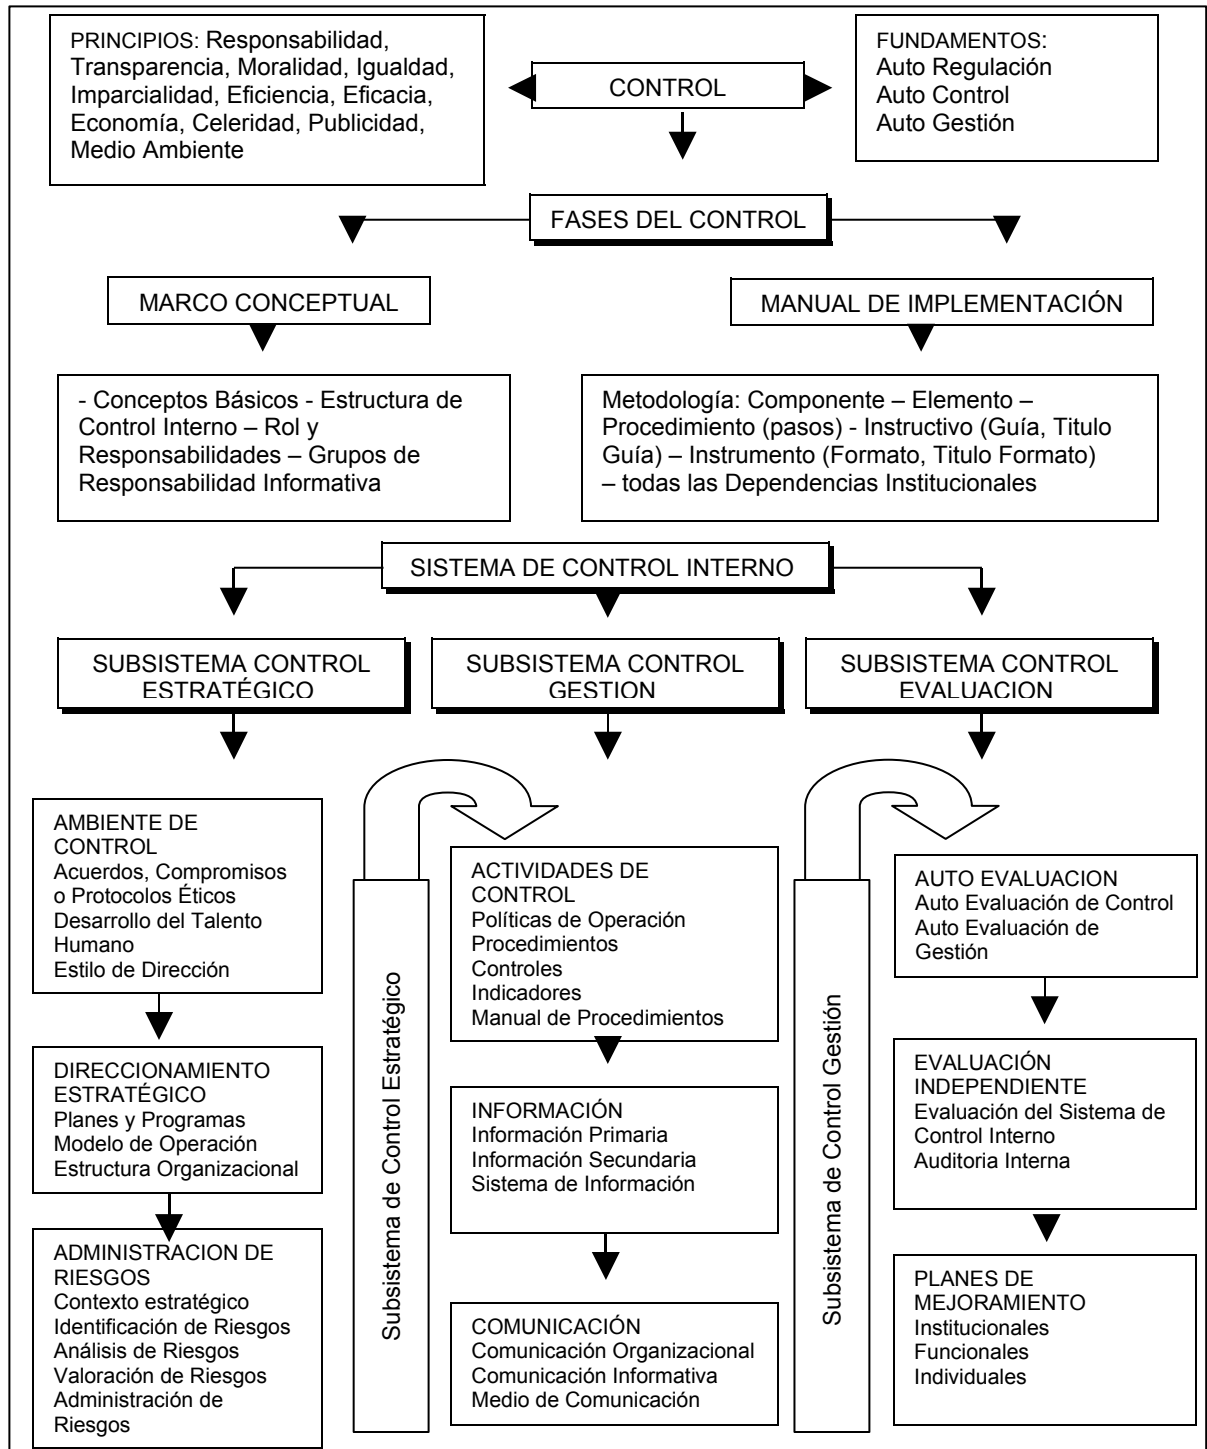 PRINCIPIOS: Responsabilidad,
Transparencia, Moralidad, Igualdad,
Imparcialidad, Eficiencia, Eficacia,
Economía, Celeridad, Publicidad,
Medio Ambiente
CONTROL
FUNDAMENTOS:
Auto Regulación
Auto Control
Auto Gestión
FASES DEL CONTROL
MARCO CONCEPTUAL
MANUAL DE IMPLEMENTACIÓN
- Conceptos Básicos - Estructura de
Control Interno – Rol y
Responsabilidades – Grupos de
Responsabilidad Informativa
Metodología: Componente – Elemento –
Procedimiento (pasos) - Instructivo (Guía, Titulo
Guía) – Instrumento (Formato, Titulo Formato)
– todas las Dependencias Institucionales
SISTEMA DE CONTROL INTERNO
SUBSISTEMA CONTROL
ESTRATÉGICO
SUBSISTEMA CONTROL
GESTION
SUBSISTEMA CONTROL
EVALUACION
AMBIENTE DE
CONTROL
Acuerdos, Compromisos
o Protocolos Éticos
Desarrollo del Talento
Humano
Estilo de Dirección
DIRECCIONAMIENTO
ESTRATÉGICO
Planes y Programas
Modelo de Operación
Estructura Organizacional
ADMINISTRACION DE
RIESGOS
Contexto estratégico
Identificación de Riesgos
Análisis de Riesgos
Valoración de Riesgos
Administración de
Riesgos
Subsistema de Control Estratégico
ACTIVIDADES DE
CONTROL
Políticas de Operación
Procedimientos
Controles
Indicadores
Manual de Procedimientos
INFORMACIÓN
Información Primaria
Información Secundaria
Sistema de Información
COMUNICACIÓN
Comunicación Organizacional
Comunicación Informativa
Medio de Comunicación
Subsistema de Control Gestión
AUTO EVALUACION
Auto Evaluación de Control
Auto Evaluación de
Gestión
EVALUACIÓN
INDEPENDIENTE
Evaluación del Sistema de
Control Interno
Auditoria Interna
PLANES DE
MEJORAMIENTO
Institucionales
Funcionales
Individuales